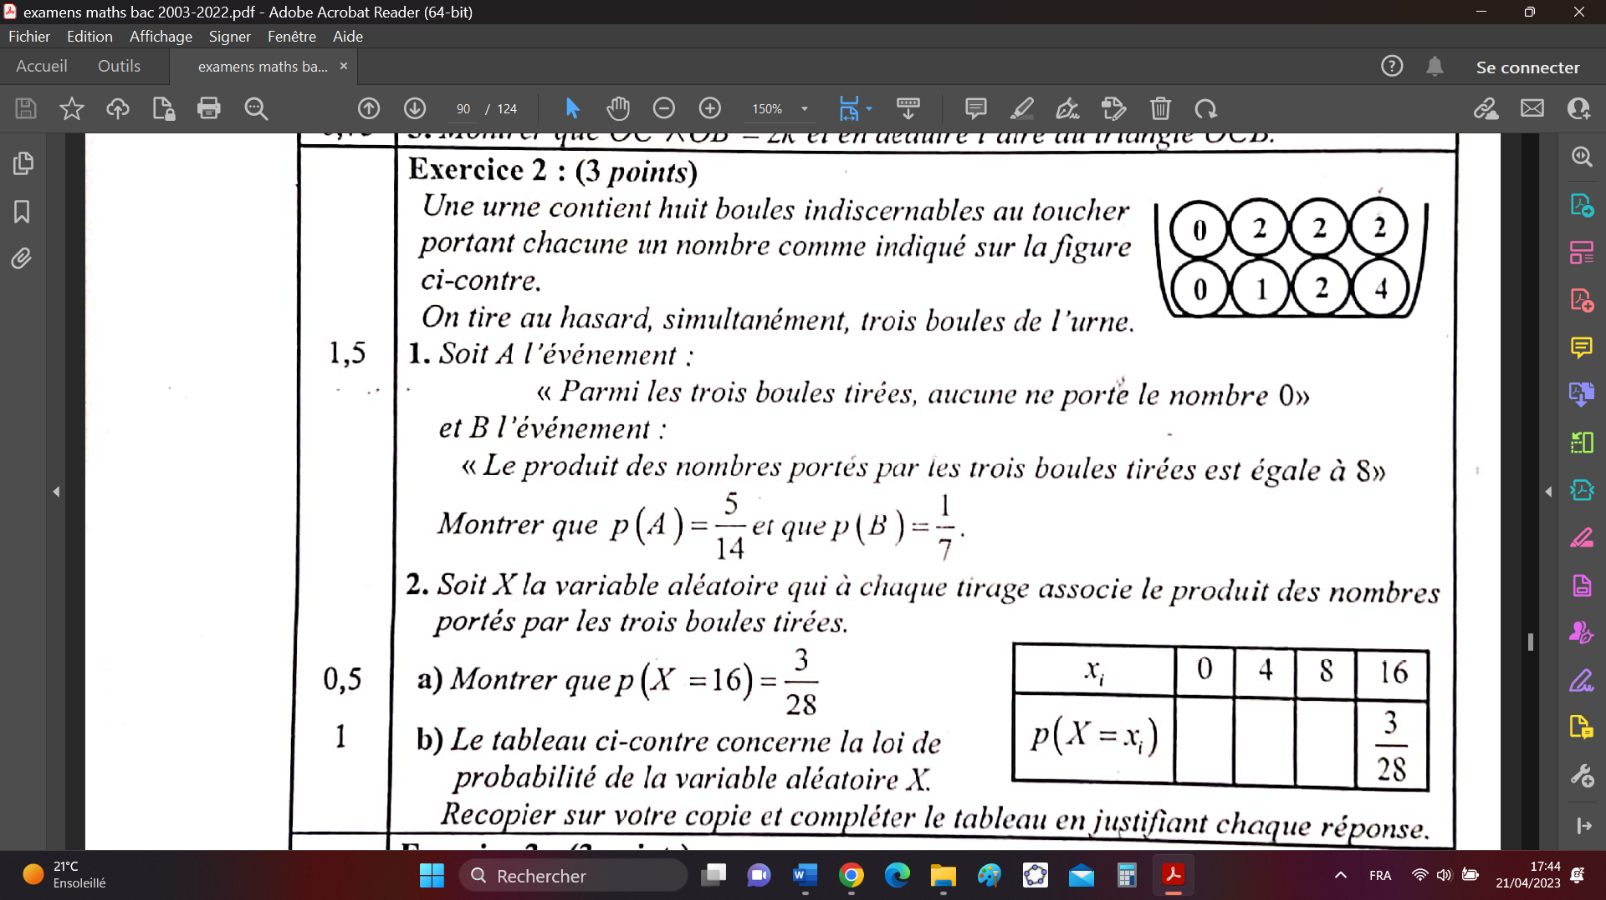 examens maths bac 2003-2022.pdf - Adobe Acrobat Reader (64-bit)
Fichier Edition Affichage Signer Fenêtre Aide
Accueil Outils examens maths ba... × Se connecter
90 / 124 150%
et en déduire l'aire du triangle OCB.
Exercice 2 : (3 points)
Une urne contient huit boules indiscernables au toucher
portant chacune un nombre comme indiqué sur la figure
ci-contre.
0 2 2 2
0 1 2 4
On tire au hasard, simultanément, trois boules de l'urne.
1,5 1. Soit A l'événement :
« Parmi les trois boules tirées, aucune ne porte le nombre 0»
et B l'événement :
« Le produit des nombres portés par les trois boules tirées est égale à 8»
Montrer que p(A)=5/14 et que p(B)=1/7.
2. Soit X la variable aléatoire qui à chaque tirage associe le produit des nombres
portés par les trois boules tirées.
0,5 a) Montrer que p(X =16)=3/28
1 b) Le tableau ci-contre concerne la loi de
probabilité de la variable aléatoire X.
xi 0 4 8 16
p(X=xi) 3/28
Recopier sur votre copie et compléter le tableau en justifiant chaque réponse.
21°C
Ensoleillé
Rechercher
FRA
17:44
21/04/2023